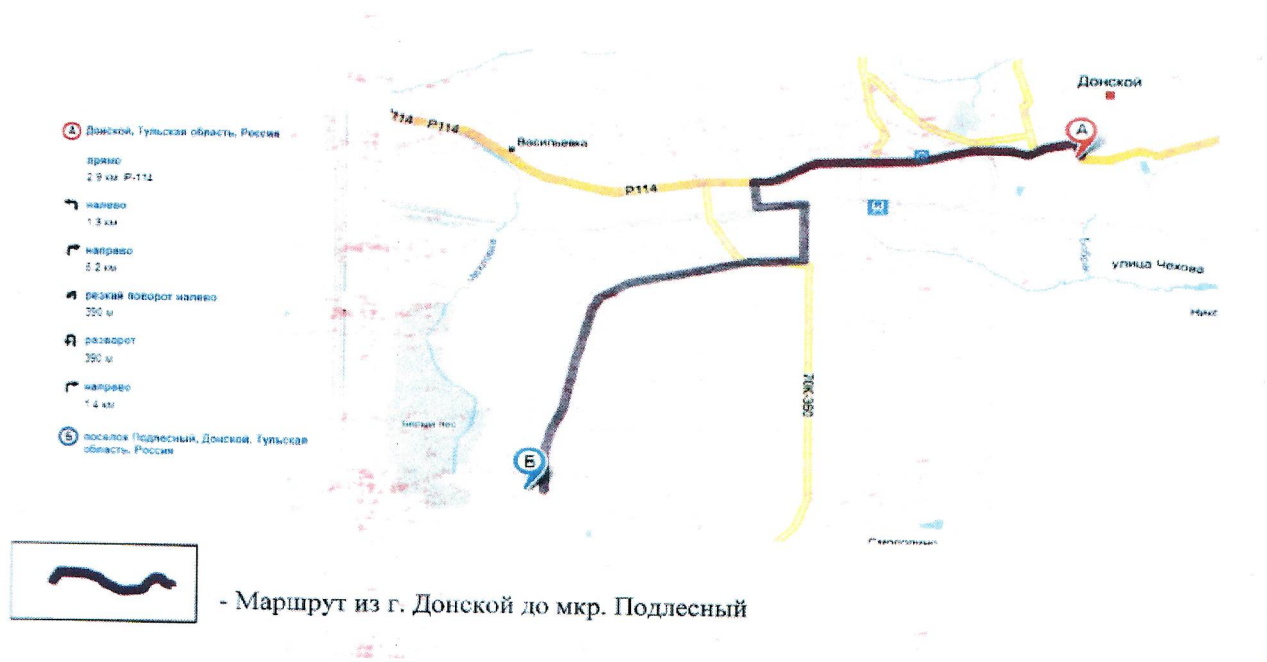 А Донской, Тульская область, Россия
прямо
2.9 км Р-114
налево
1.3 км
направо
5.2 км
резкий поворот налево
390 м
разворот
390 м
направо
1.4 км
Б поселок Подлесный, Донской, Тульская
область, Россия
114 Р114
Васильевка
Р114
Донской
А
улица Чехова
70К-360
Б
- Маршрут из г. Донской до мкр. Подлесный